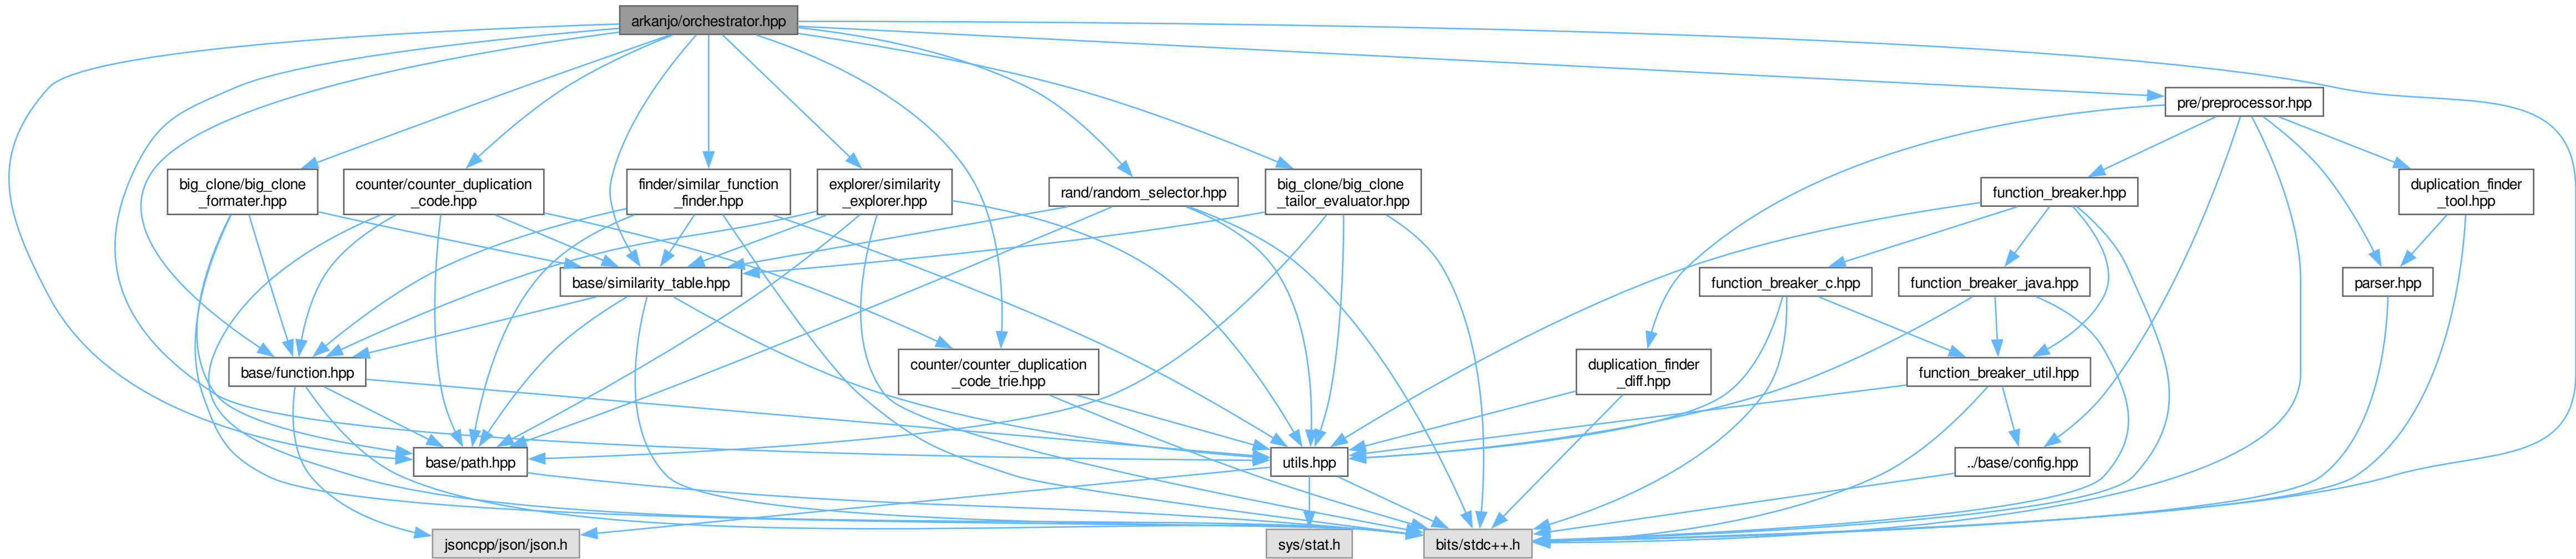 arkanjo/orchestrator.hpp
pre/preprocessor.hpp
big_clone/big_clone
_formater.hpp
counter/counter_duplication
_code.hpp
finder/similar_function
_finder.hpp
explorer/similarity
_explorer.hpp
rand/random_selector.hpp
big_clone/big_clone
_tailor_evaluator.hpp
function_breaker.hpp
duplication_finder
_tool.hpp
base/similarity_table.hpp
function_breaker_c.hpp
function_breaker_java.hpp
parser.hpp
base/function.hpp
counter/counter_duplication
_code_trie.hpp
duplication_finder
_diff.hpp
function_breaker_util.hpp
base/path.hpp
utils.hpp
../base/config.hpp
jsoncpp/json/json.h
sys/stat.h
bits/stdc++.h